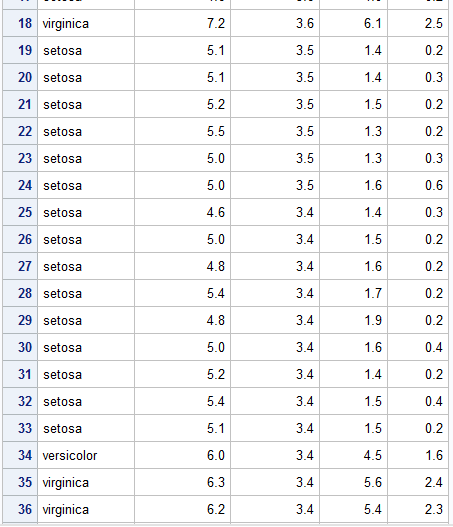 18 virginica 7.2 3.6 6.1 2.5
19 setosa 5.1 3.5 1.4 0.2
20 setosa 5.1 3.5 1.4 0.3
21 setosa 5.2 3.5 1.5 0.2
22 setosa 5.5 3.5 1.3 0.2
23 setosa 5.0 3.5 1.3 0.3
24 setosa 5.0 3.5 1.6 0.6
25 setosa 4.6 3.4 1.4 0.3
26 setosa 5.0 3.4 1.5 0.2
27 setosa 4.8 3.4 1.6 0.2
28 setosa 5.4 3.4 1.7 0.2
29 setosa 4.8 3.4 1.9 0.2
30 setosa 5.0 3.4 1.6 0.4
31 setosa 5.2 3.4 1.4 0.2
32 setosa 5.4 3.4 1.5 0.4
33 setosa 5.1 3.4 1.5 0.2
34 versicolor 6.0 3.4 4.5 1.6
35 virginica 6.3 3.4 5.6 2.4
36 virginica 6.2 3.4 5.4 2.3